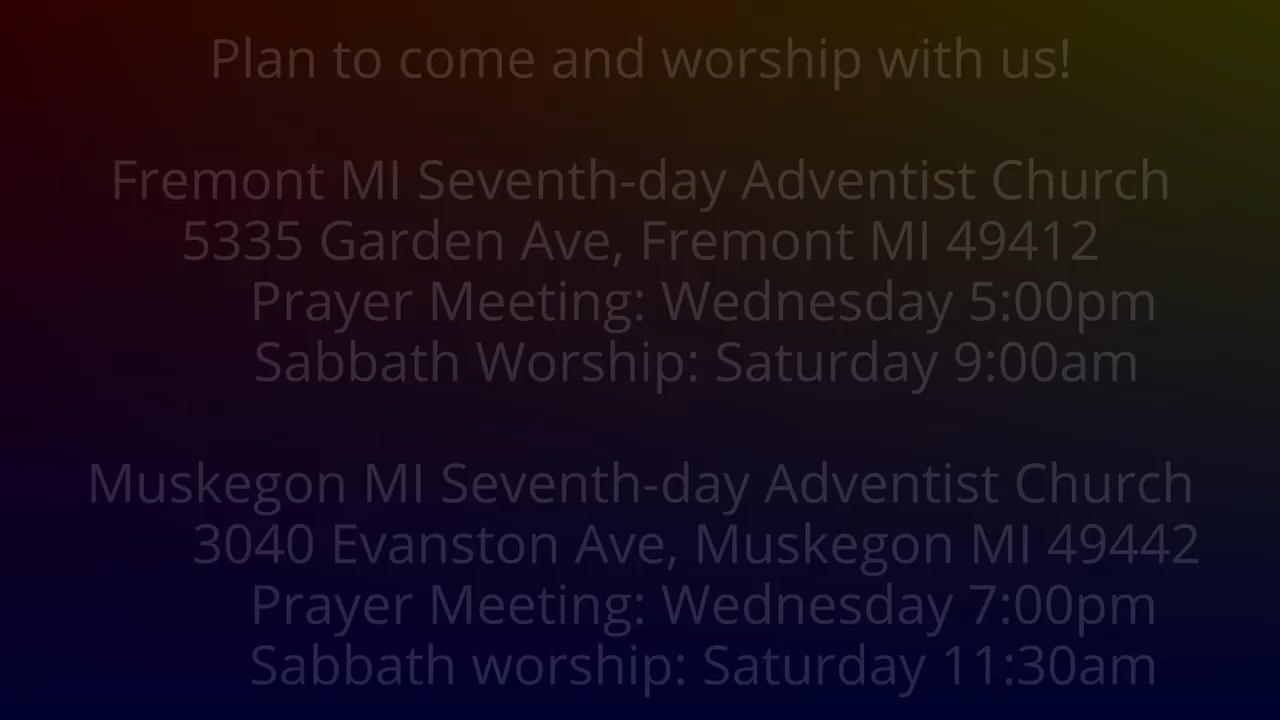 Plan to come and worship with us!
Fremont MI Seventh-day Adventist Church
5335 Garden Ave, Fremont MI 49412
Prayer Meeting: Wednesday 5:00pm
Sabbath Worship: Saturday 9:00am
Muskegon MI Seventh-day Adventist Church
3040 Evanston Ave, Muskegon MI 49442
Prayer Meeting: Wednesday 7:00pm
Sabbath worship: Saturday 11:30am